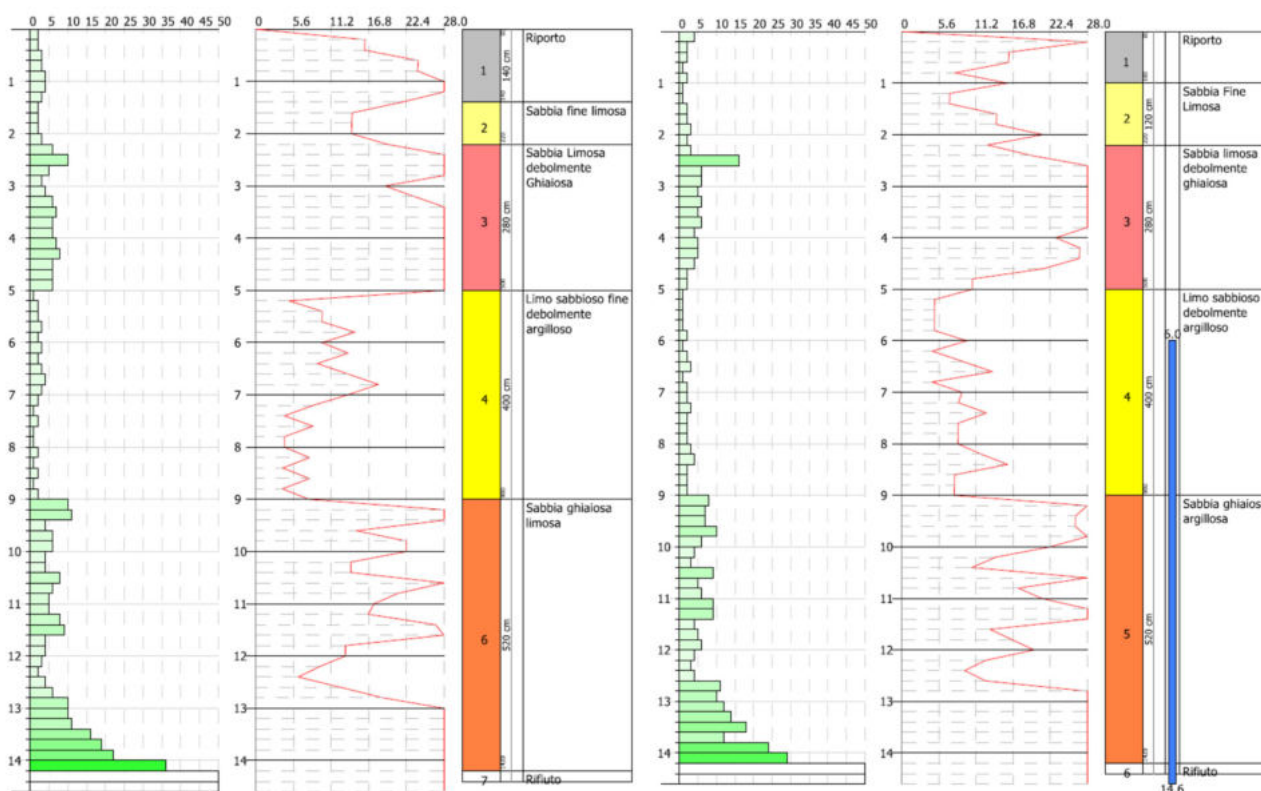 0 5 10 15 20 25 30 35 40 50
0 5.6 11.2 16.8 22.4 28.0
1
2
3
4
5
6
7
8
9
10
11
12
13
14
1
140 cm
Riporto
2
Sabbia fine limosa
3
280 cm
Sabbia Limosa
debolmente
Ghiaiosa
4
400 cm
Limo sabbioso fine
debolmente
argilloso
6
520 cm
Sabbia ghiaiosa
limosa
7
Rifiuto
0 5 10 15 20 25 30 35 40 50
0 5.6 11.2 16.8 22.4 28.0
1
2
3
4
5
6
7
8
9
10
11
12
13
14
1
Riporto
2
120 cm
Sabbia Fine
Limosa
3
280 cm
Sabbia limosa
debolmente
ghiaiosa
4
400 cm
Limo sabbioso
debolmente
argilloso
5
520 cm
Sabbia ghiaiosa
argillosa
6
Rifiuto
14.6